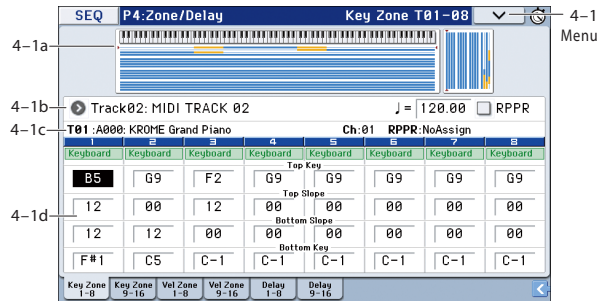 SEQ P4:Zone/Delay Key Zone T01-08
4-1
Menu
4-1a
4-1b
Track02: MIDI TRACK 02 ♩= 120.00 RPPR
4-1c
T01:A000: KROME Grand Piano Ch:01 RPPR:NoAssign
1 2 3 4 5 6 7 8
Keyboard Keyboard Keyboard Keyboard Keyboard Keyboard Keyboard Keyboard
Top Key
B5 G9 F2 G9 G9 G9 G9 G9
Top Slope
4-1d
12 00 12 00 00 00 00 00
Bottom Slope
12 12 00 00 00 00 00 00
Bottom Key
F#1 C5 C-1 C-1 C-1 C-1 C-1 C-1
Key Zone 1-8
Key Zone 9-16
Vel Zone 1-8
Vel Zone 9-16
Delay 1-8
Delay 9-16